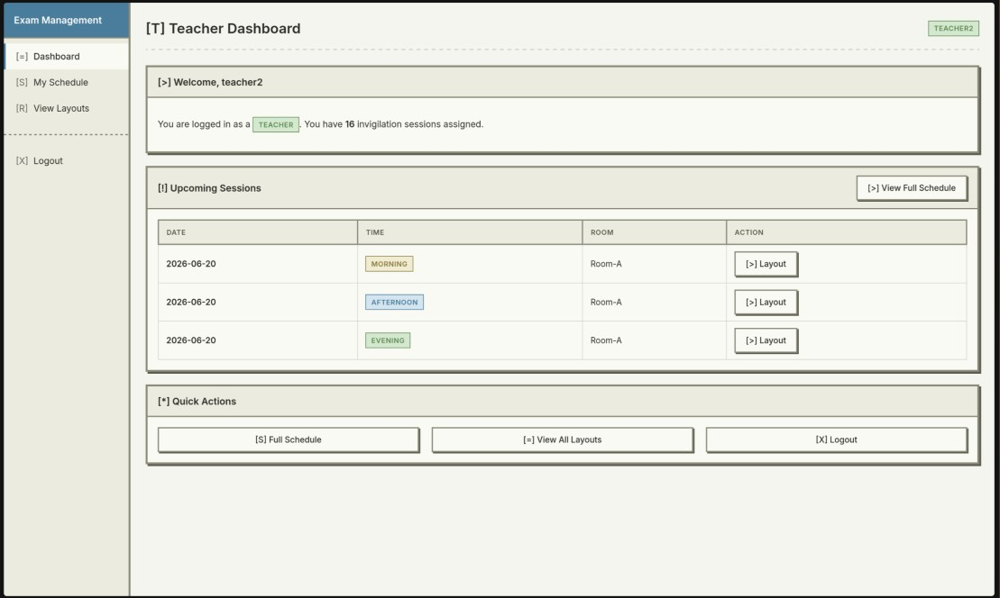 Exam Management
[=] Dashboard
[S] My Schedule
[R] View Layouts
[X] Logout
[T] Teacher Dashboard
TEACHER2
[>] Welcome, teacher2
You are logged in as a TEACHER. You have 16 invigilation sessions assigned.
[!] Upcoming Sessions
[>] View Full Schedule
DATE TIME ROOM ACTION
2026-06-20 MORNING Room-A [>] Layout
2026-06-20 AFTERNOON Room-A [>] Layout
2026-06-20 EVENING Room-A [>] Layout
[*] Quick Actions
[S] Full Schedule [=] View All Layouts [X] Logout